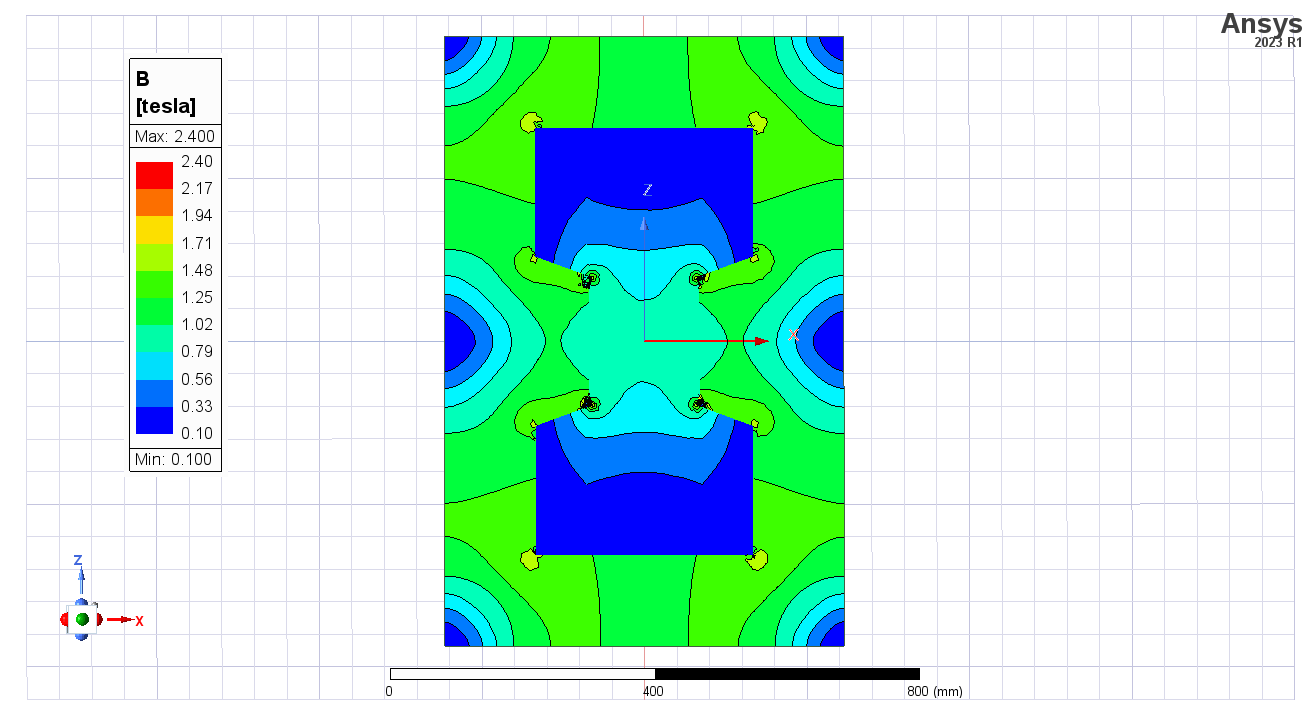 Ansys
2023 R1
B
[tesla]
Max: 2.400
2.40
2.17
1.94
1.71
1.48
1.25
1.02
0.79
0.56
0.33
0.10
Min: 0.100
Z
X
Z
X
0
400
800 (mm)